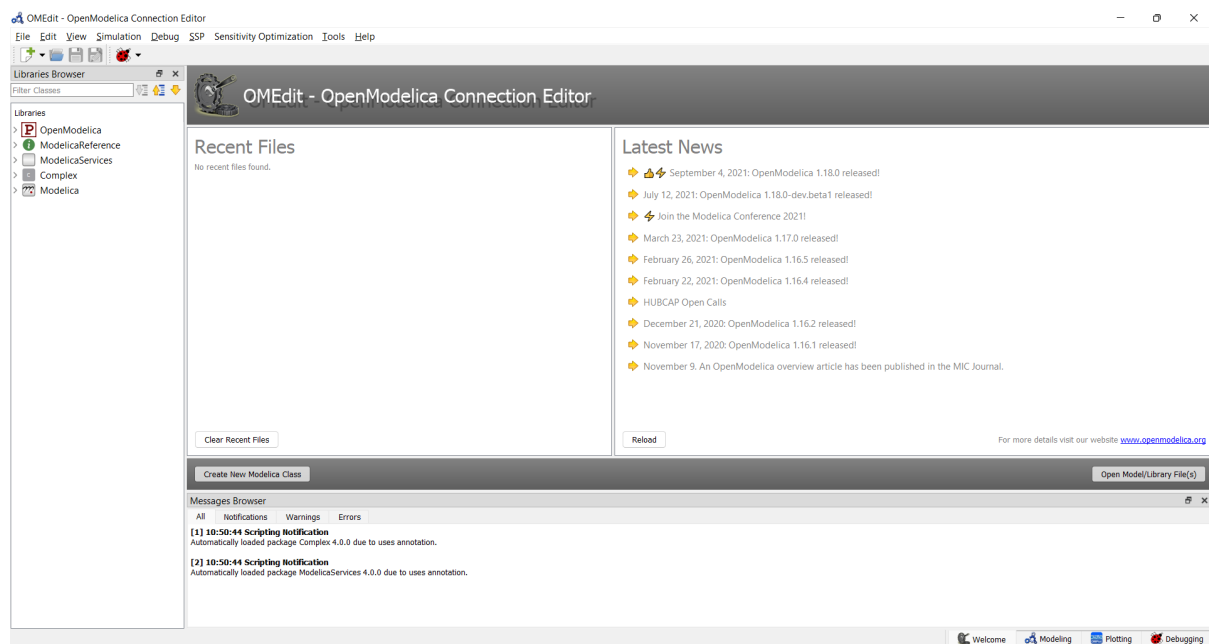 OMEdit - OpenModelica Connection Editor
File Edit View Simulation Debug SSP Sensitivity Optimization Tools Help
Libraries Browser
Filter Classes
Libraries
P OpenModelica
i ModelicaReference
ModelicaServices
C Complex
Modelica
OMEdit - OpenModelica Connection Editor
Recent Files
No recent files found.
Clear Recent Files
Latest News
September 4, 2021: OpenModelica 1.18.0 released!
July 12, 2021: OpenModelica 1.18.0-dev.beta1 released!
Join the Modelica Conference 2021!
March 23, 2021: OpenModelica 1.17.0 released!
February 26, 2021: OpenModelica 1.16.5 released!
February 22, 2021: OpenModelica 1.16.4 released!
HUBCAP Open Calls
December 21, 2020: OpenModelica 1.16.2 released!
November 17, 2020: OpenModelica 1.16.1 released!
November 9. An OpenModelica overview article has been published in the MIC Journal.
Reload
For more details visit our website www.openmodelica.org
Create New Modelica Class
Open Model/Library File(s)
Messages Browser
All Notifications Warnings Errors
[1] 10:50:44 Scripting Notification
Automatically loaded package Complex 4.0.0 due to uses annotation.
[2] 10:50:44 Scripting Notification
Automatically loaded package ModelicaServices 4.0.0 due to uses annotation.
Welcome Modeling Plotting Debugging